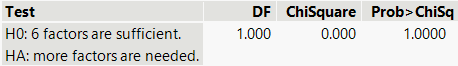 Test DF ChiSquare Prob>ChiSq
H0: 6 factors are sufficient. 1.000 0.000 1.0000
HA: more factors are needed.